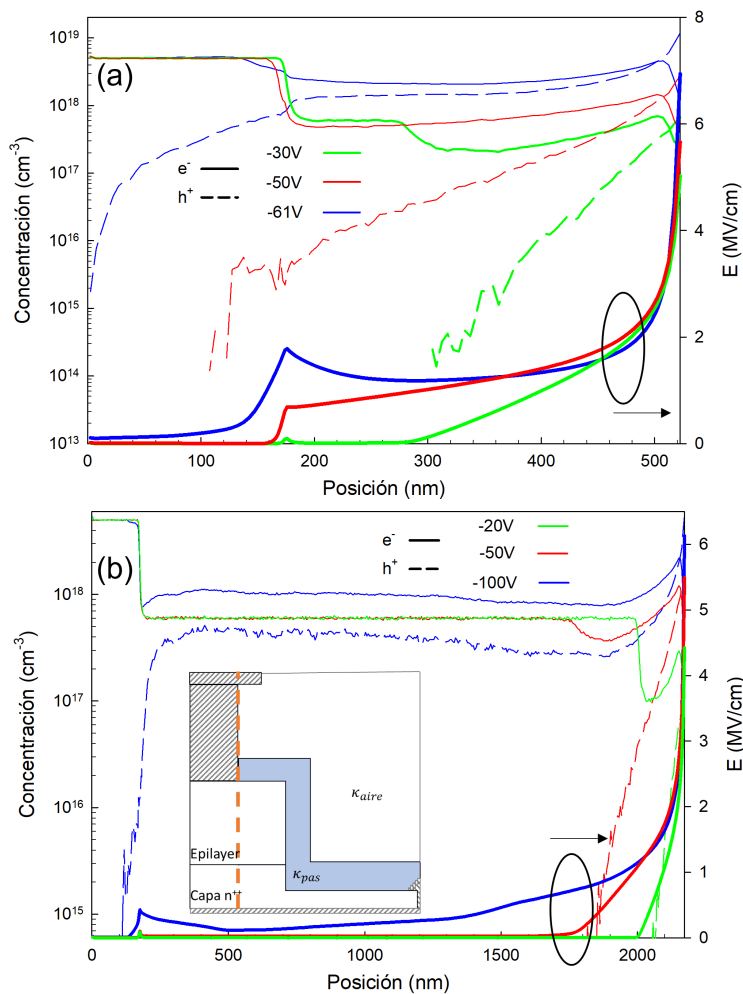 (a)
10¹⁹
10¹⁸
10¹⁷
10¹⁶
10¹⁵
10¹⁴
10¹³
Concentración (cm⁻³)
e⁻
h⁺
-30V
-50V
-61V
8
6
4
2
0
E (MV/cm)
0 100 200 300 400 500
Posición (nm)
(b)
10¹⁸
10¹⁷
10¹⁶
10¹⁵
Concentración (cm⁻³)
e⁻
h⁺
-20V
-50V
-100V
6
5
4
3
2
1
0
E (MV/cm)
κaire
Epilayer
κpas
Capa n⁺⁺
0 500 1000 1500 2000
Posición (nm)